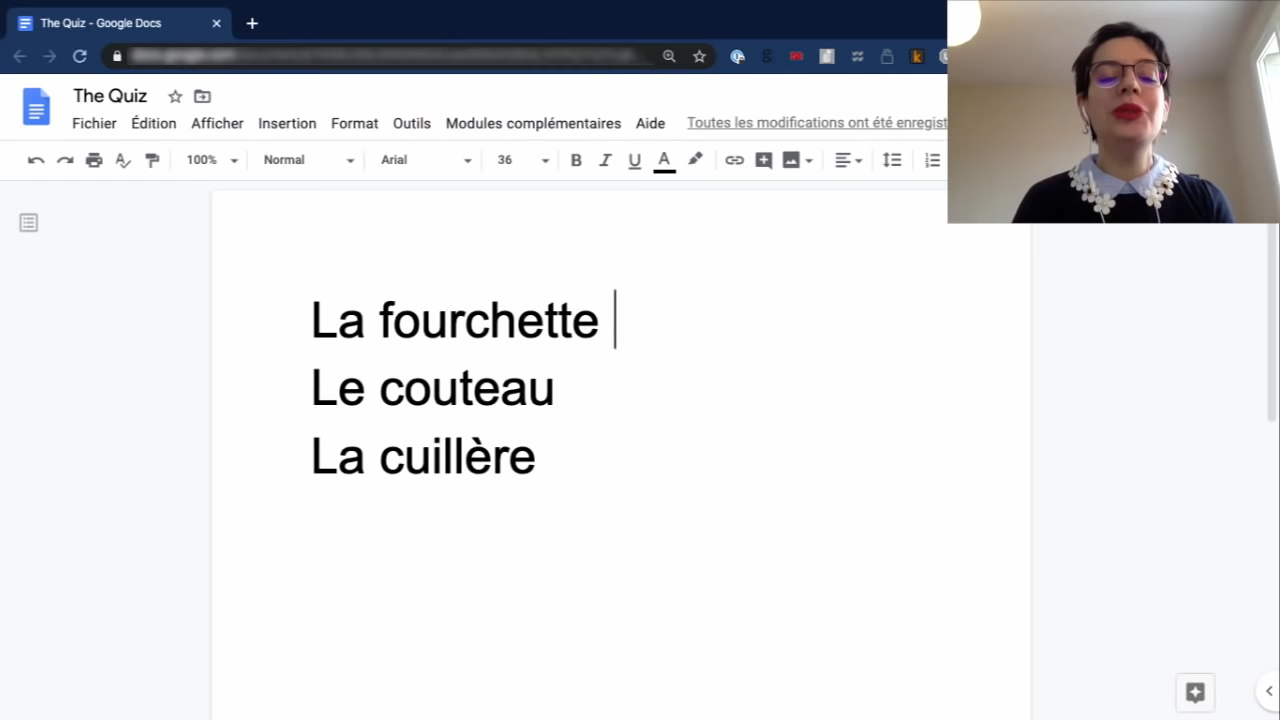 The Quiz - Google Docs
The Quiz
Fichier Édition Afficher Insertion Format Outils Modules complémentaires Aide Toutes les modifications ont été enregist
100% Normal Arial 36 B I U A
La fourchette
Le couteau
La cuillère